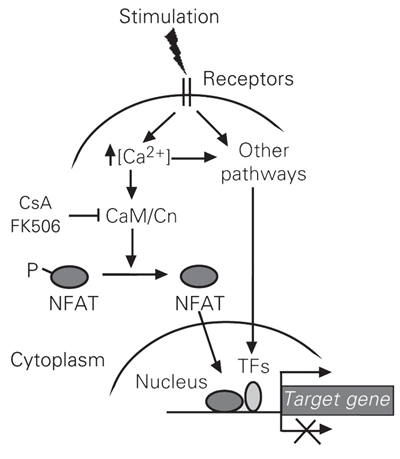 Stimulation
Receptors
[Ca2+]
Other
pathways
CsA
FK506
CaM/Cn
P
NFAT
NFAT
Cytoplasm
Nucleus
TFs
Target gene